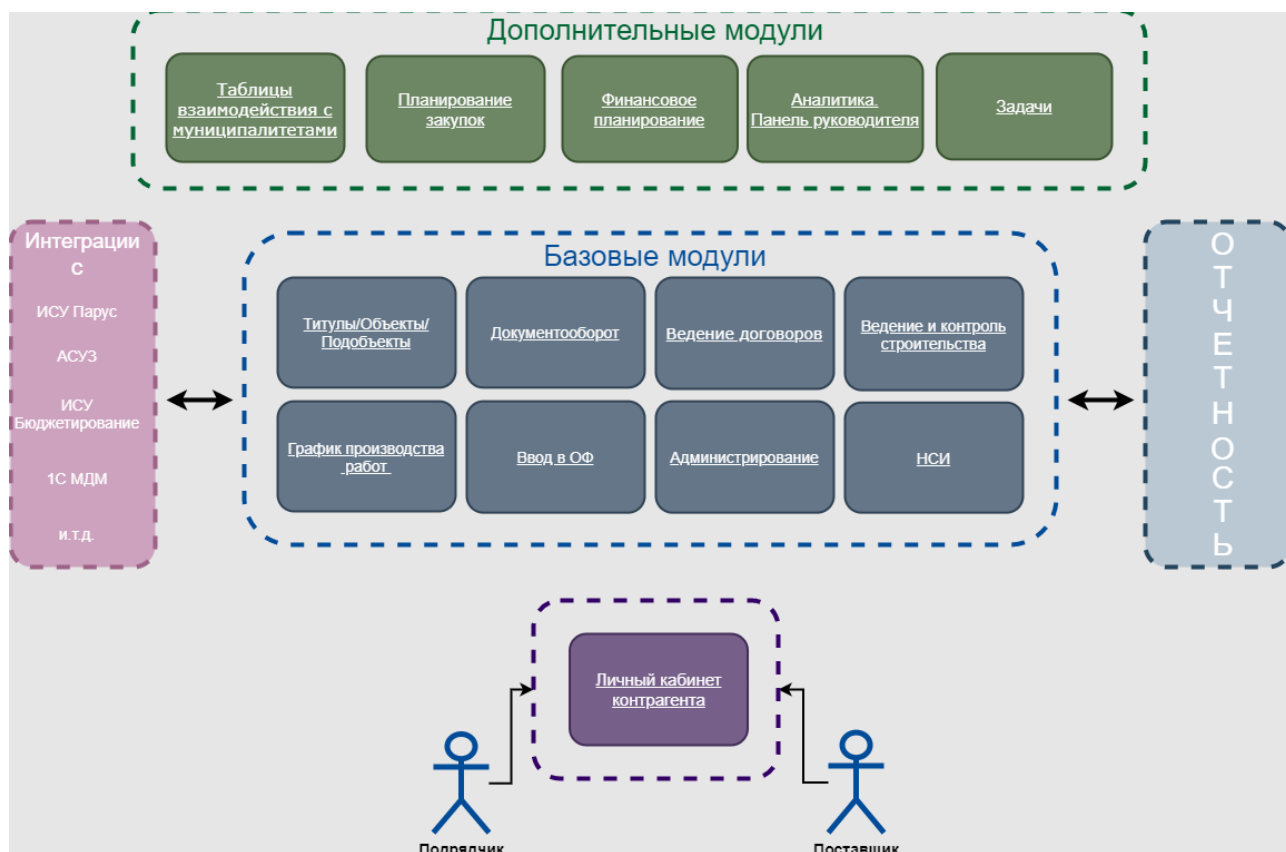 Дополнительные модули
Таблицы
взаимодействия с
муниципалитетами
Планирование
закупок
Финансовое
планирование
Аналитика.
Панель руководителя
Задачи
Интеграции
с
ИСУ Парус
АСУЗ
ИСУ
Бюджетирование
1С МДМ
и.т.д.
Базовые модули
Титулы/Объекты/
Подобъекты
Документооборот
Ведение договоров
Ведение и контроль
строительства
График производства
работ
Ввод в ОФ
Администрирование
НСИ
О
Т
Ч
Е
Т
Н
О
С
Т
Ь
Личный кабинет
контрагента
Подрядчик
Поставщик